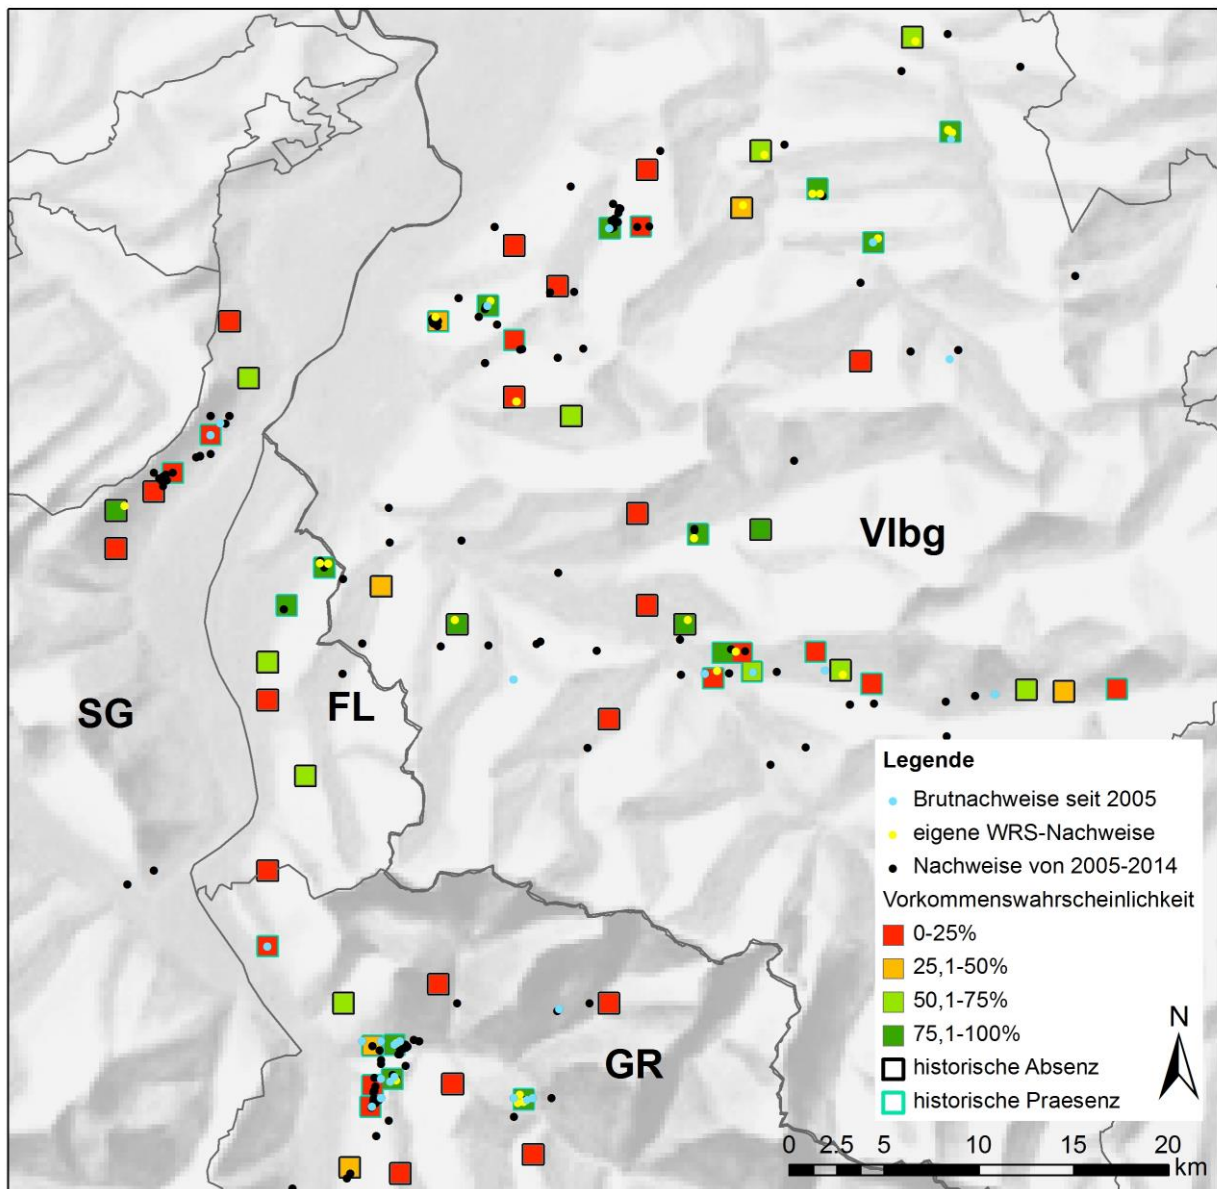 Vlbg
SG
FL
GR
Legende
Brutnachweise seit 2005
eigene WRS-Nachweise
Nachweise von 2005-2014
Vorkommenswahrscheinlichkeit
0-25%
25,1-50%
50,1-75%
75,1-100%
historische Absenz
historische Praesenz
N
0 2.5 5 10 15 20
km